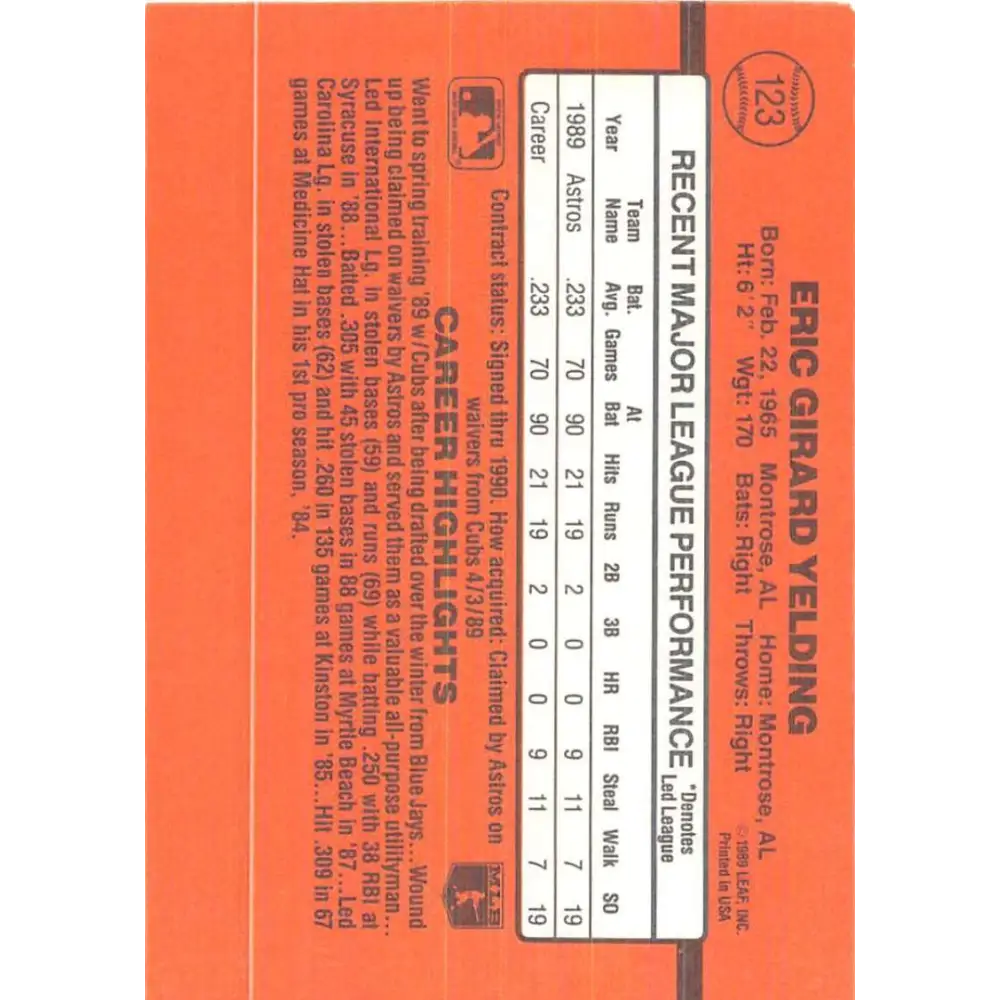 123
ERIC GIRARD YELDING
Born: Feb. 22, 1965 Montrose, AL Home: Montrose, AL
Ht: 6' 2" Wgt: 170 Bats: Right Throws: Right
© 1989 LEAF, INC.
Printed in USA
RECENT MAJOR LEAGUE PERFORMANCE
*Denotes
Led League
Year Team Name Bat. Avg. Games At Bat Hits Runs 2B 3B HR RBI Steal Walk SO
1989 Astros .233 70 90 21 19 2 0 0 9 11 7 19
Career .233 70 90 21 19 2 0 0 9 11 7 19
Contract status: Signed thru 1990. How acquired: Claimed by Astros on
waivers from Cubs 4/3/89
MLB
CAREER HIGHLIGHTS
Went to spring training '89 w/Cubs after being drafted over the winter from Blue Jays...Wound
up being claimed on waivers by Astros and served them as a valuable all-purpose utilityman...
Led International Lg. in stolen bases (59) and runs (69) while batting .250 with 38 RBI at
Syracuse in '88...Batted .305 with 45 stolen bases in 88 games at Myrtle Beach in '87...Led
Carolina Lg. in stolen bases (62) and hit .260 in 135 games at Kinston in '85...Hit .309 in 67
games at Medicine Hat in his 1st pro season, '84.